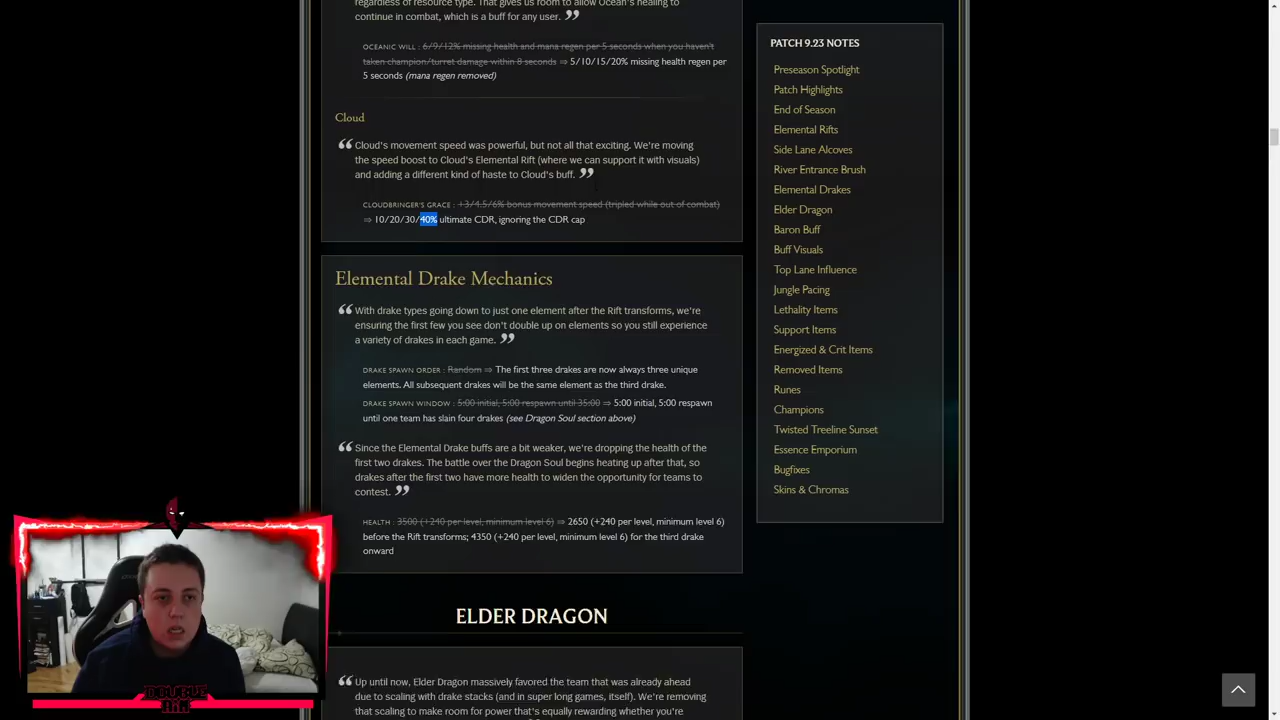 regardless of resource type. That gives us room to allow Ocean's healing to
continue in combat, which is a buff for any user.
OCEANIC WILL : 6/9/12% missing health and mana regen per 5 seconds when you haven't
taken champion/turret damage within 8 seconds ⇒ 5/10/15/20% missing health regen per
5 seconds (mana regen removed)
Cloud
Cloud's movement speed was powerful, but not all that exciting. We're moving
the speed boost to Cloud's Elemental Rift (where we can support it with visuals)
and adding a different kind of haste to Cloud's buff.
CLOUDBRINGER'S GRACE : +3/4.5/6% bonus movement speed (tripled while out of combat)
⇒ 10/20/30/40% ultimate CDR, ignoring the CDR cap
Elemental Drake Mechanics
With drake types going down to just one element after the Rift transforms, we're
ensuring the first few you see don't double up on elements so you still experience
a variety of drakes in each game.
DRAKE SPAWN ORDER : Random ⇒ The first three drakes are now always three unique
elements. All subsequent drakes will be the same element as the third drake.
DRAKE SPAWN WINDOW : 5:00 initial, 5:00 respawn until 35:00 ⇒ 5:00 initial, 5:00 respawn
until one team has slain four drakes (see Dragon Soul section above)
Since the Elemental Drake buffs are a bit weaker, we're dropping the health of the
first two drakes. The battle over the Dragon Soul begins heating up after that, so
drakes after the first two have more health to widen the opportunity for teams to
contest.
HEALTH : 3500 (+240 per level, minimum level 6) ⇒ 2650 (+240 per level, minimum level 6)
before the Rift transforms; 4350 (+240 per level, minimum level 6) for the third drake
onward
ELDER DRAGON
Up until now, Elder Dragon massively favored the team that was already ahead
due to scaling with drake stacks (and in super long games, itself). We're removing
that scaling to make room for power that's equally rewarding whether you're
PATCH 9.23 NOTES
Preseason Spotlight
Patch Highlights
End of Season
Elemental Rifts
Side Lane Alcoves
River Entrance Brush
Elemental Drakes
Elder Dragon
Baron Buff
Buff Visuals
Top Lane Influence
Jungle Pacing
Lethality Items
Support Items
Energized & Crit Items
Removed Items
Runes
Champions
Twisted Treeline Sunset
Essence Emporium
Bugfixes
Skins & Chromas
DOUBLE
AIM